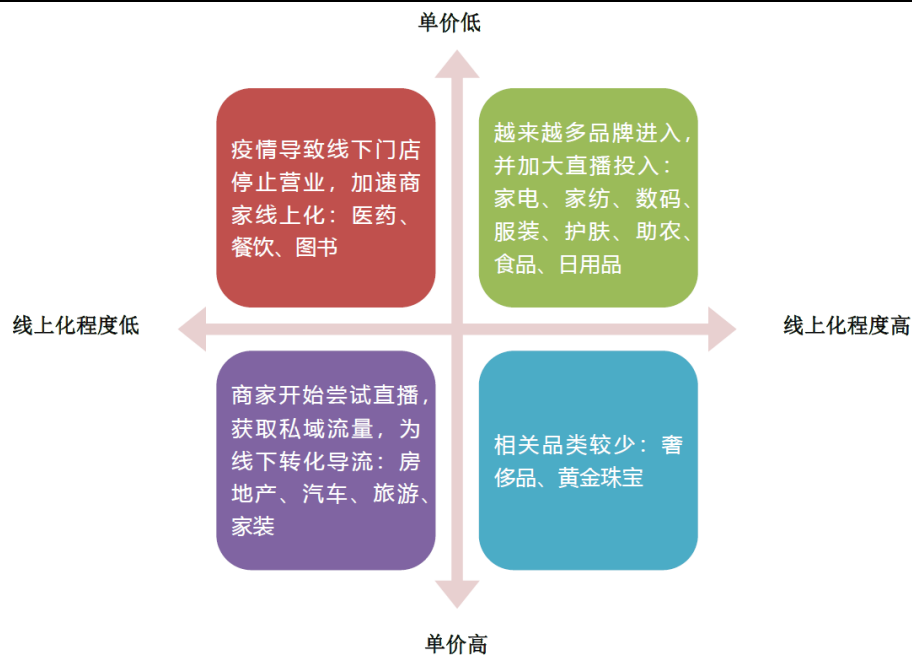 单价低
疫情导致线下门店
停止营业，加速商
家线上化：医药、
餐饮、图书
越来越多品牌进入，
并加大直播投入：
家电、家纺、数码、
服装、护肤、助农、
食品、日用品
线上化程度低
线上化程度高
商家开始尝试直播，
获取私域流量，为
线下转化导流：房
地产、汽车、旅游、
家装
相关品类较少：奢
侈品、黄金珠宝
单价高